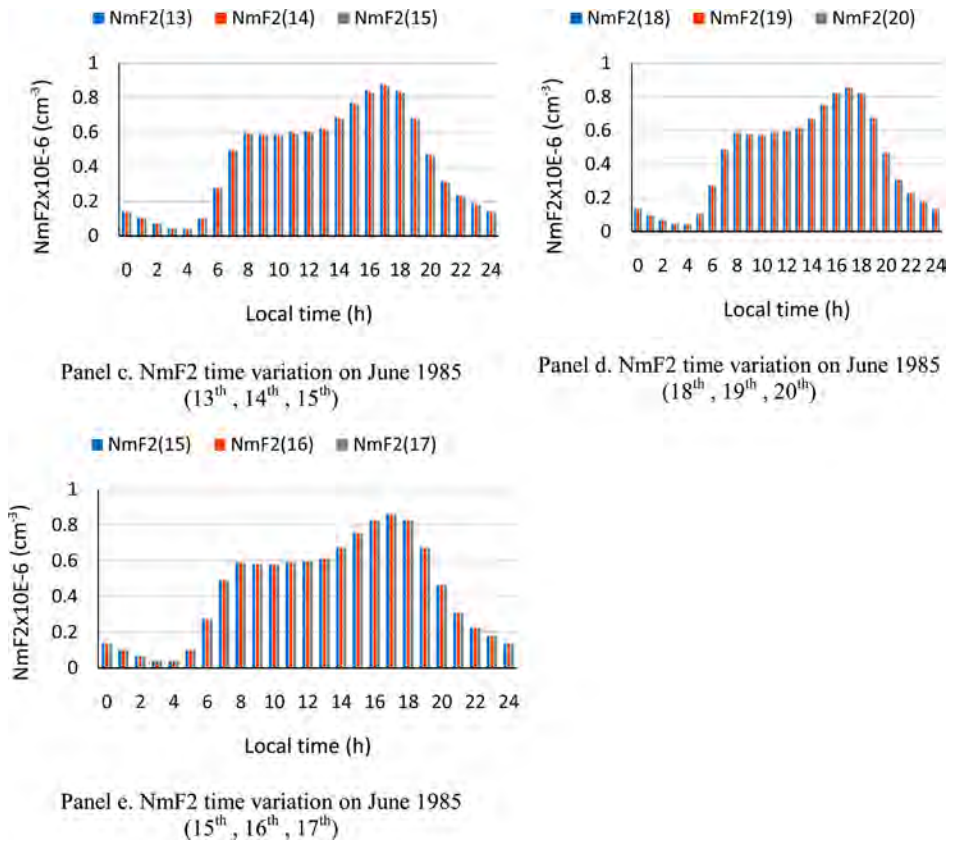 NmF2(13) NmF2(14) NmF2(15)
NmF2x10E-6 (cm-3)
1
0.8
0.6
0.4
0.2
0
0 2 4 6 8 10 12 14 16 18 20 22 24
Local time (h)
Panel c. NmF2 time variation on June 1985
(13th , 14th , 15th)
NmF2(18) NmF2(19) NmF2(20)
NmF2x10E-6 (cm-3)
1
0.8
0.6
0.4
0.2
0
0 2 4 6 8 10 12 14 16 18 20 22 24
Local time (h)
Panel d. NmF2 time variation on June 1985
(18th , 19th , 20th)
NmF2(15) NmF2(16) NmF2(17)
NmF2x10E-6 (cm-3)
1
0.8
0.6
0.4
0.2
0
0 2 4 6 8 10 12 14 16 18 20 22 24
Local time (h)
Panel e. NmF2 time variation on June 1985
(15th , 16th , 17th)